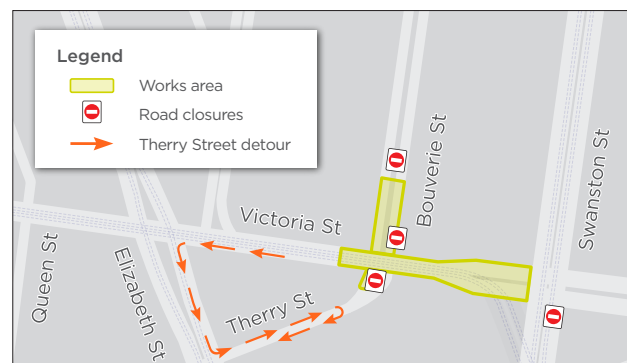 Legend
Works area
Road closures
Therry Street detour
Bouverie St
Swanston St
Victoria St
Queen St
Elizabeth St
Therry St